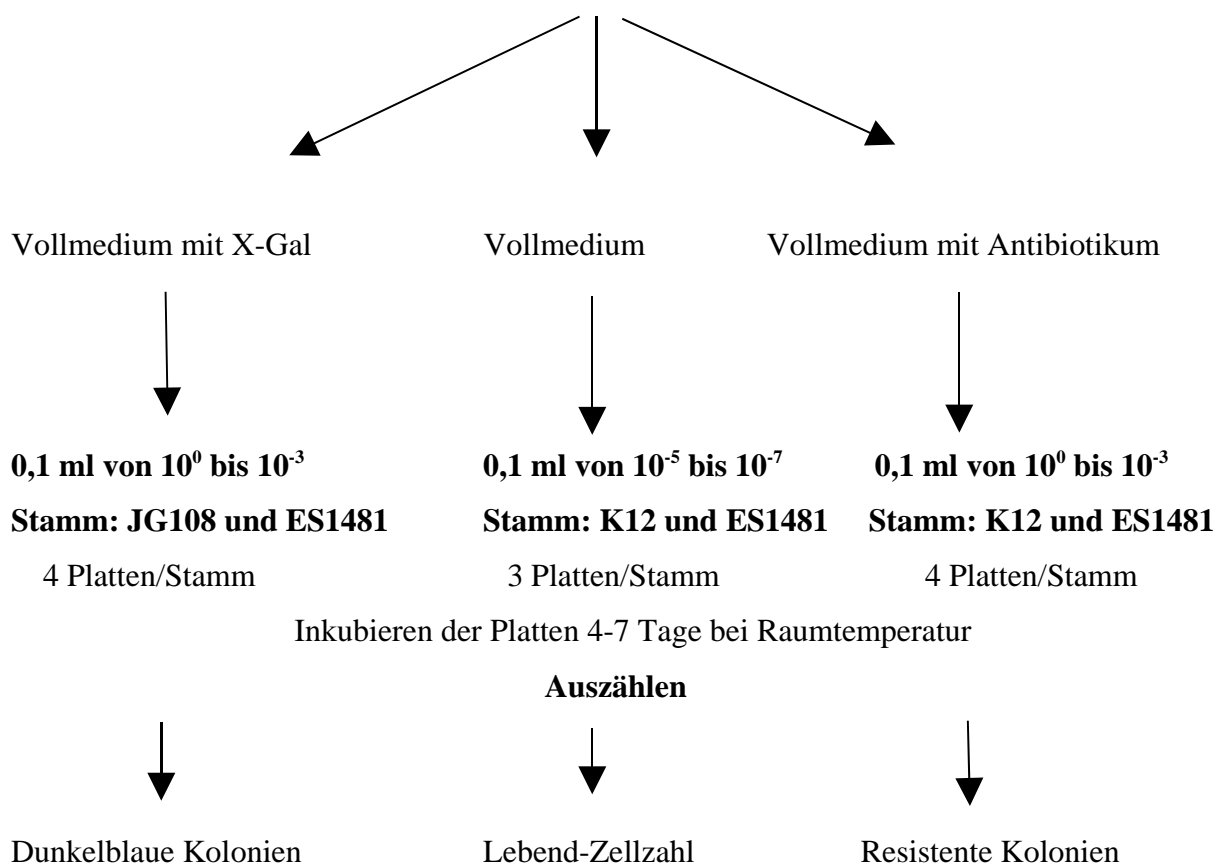 Vollmedium mit X-Gal Vollmedium Vollmedium mit Antibiotikum
0,1 ml von 10⁰ bis 10⁻³ 0,1 ml von 10⁻⁵ bis 10⁻⁷ 0,1 ml von 10⁰ bis 10⁻³
Stamm: JG108 und ES1481 Stamm: K12 und ES1481 Stamm: K12 und ES1481
4 Platten/Stamm 3 Platten/Stamm 4 Platten/Stamm
Inkubieren der Platten 4-7 Tage bei Raumtemperatur
Auszählen
Dunkelblaue Kolonien Lebend-Zellzahl Resistente Kolonien